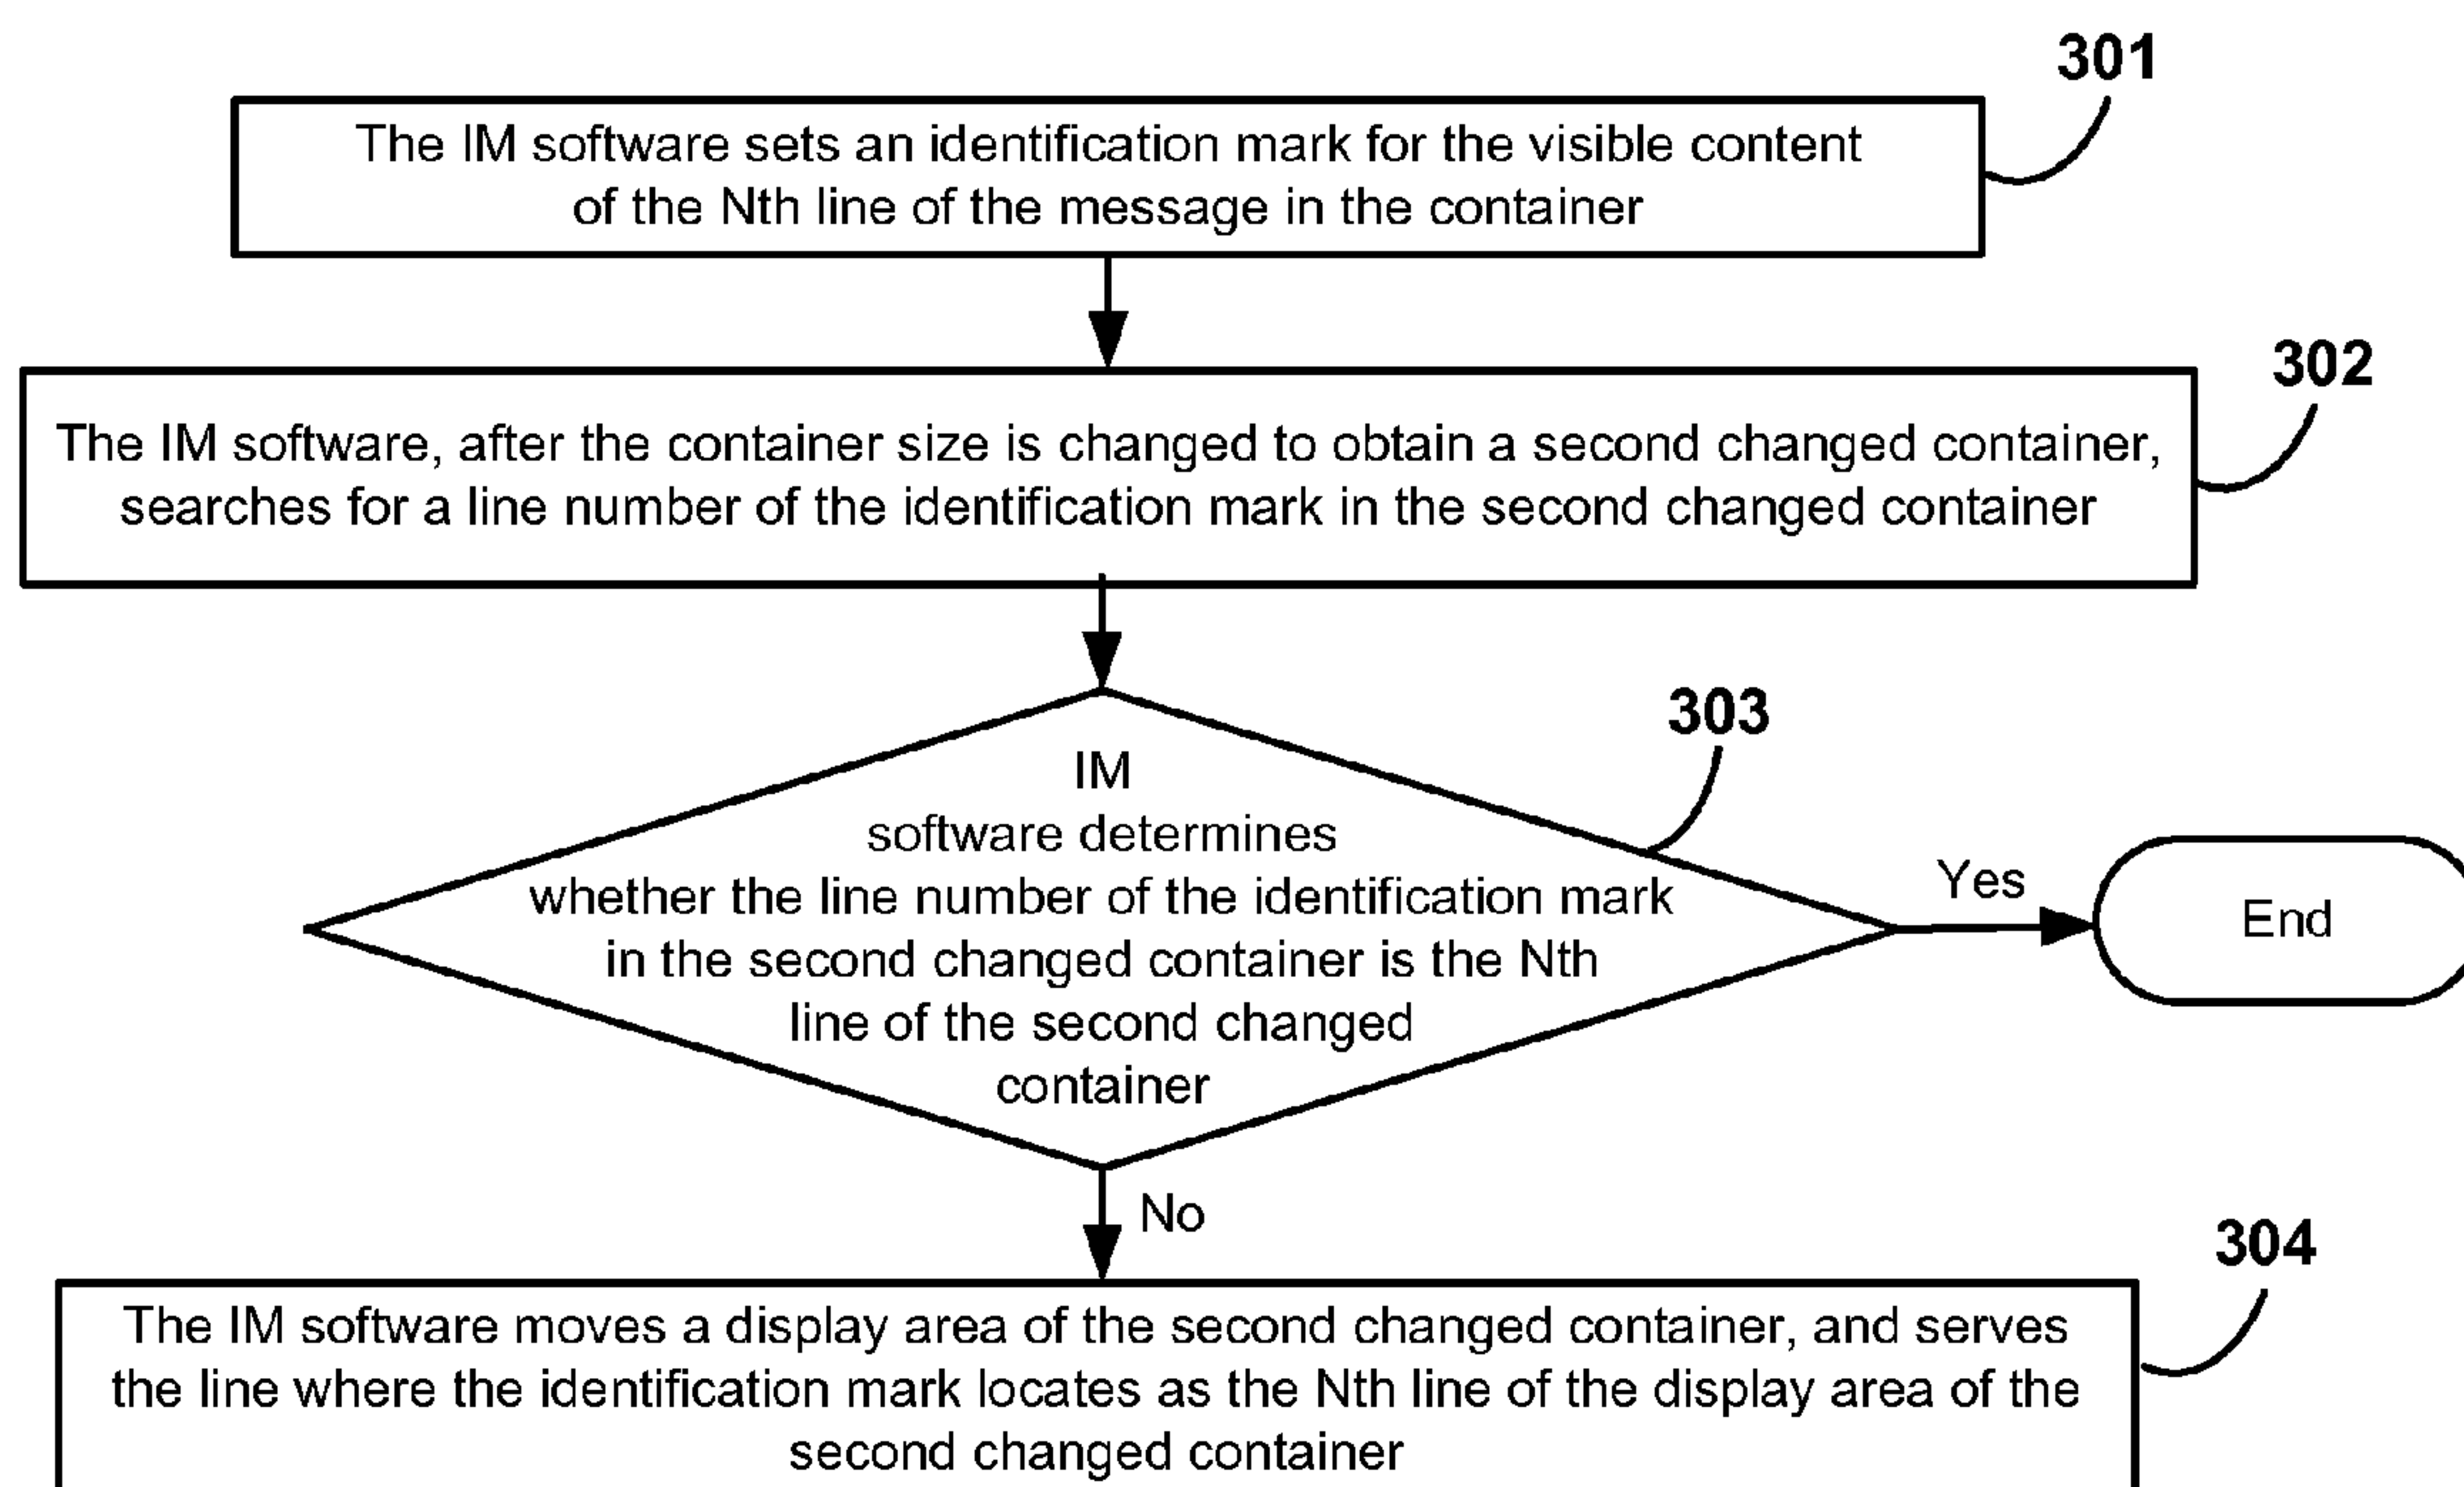 301
The IM software sets an identification mark for the visible content
of the Nth line of the message in the container
302
The IM software, after the container size is changed to obtain a second changed container,
searches for a line number of the identification mark in the second changed container
303
IM
software determines
whether the line number of the identification mark
in the second changed container is the Nth
line of the second changed
container
Yes
End
No
304
The IM software moves a display area of the second changed container, and serves
the line where the identification mark locates as the Nth line of the display area of the
second changed container